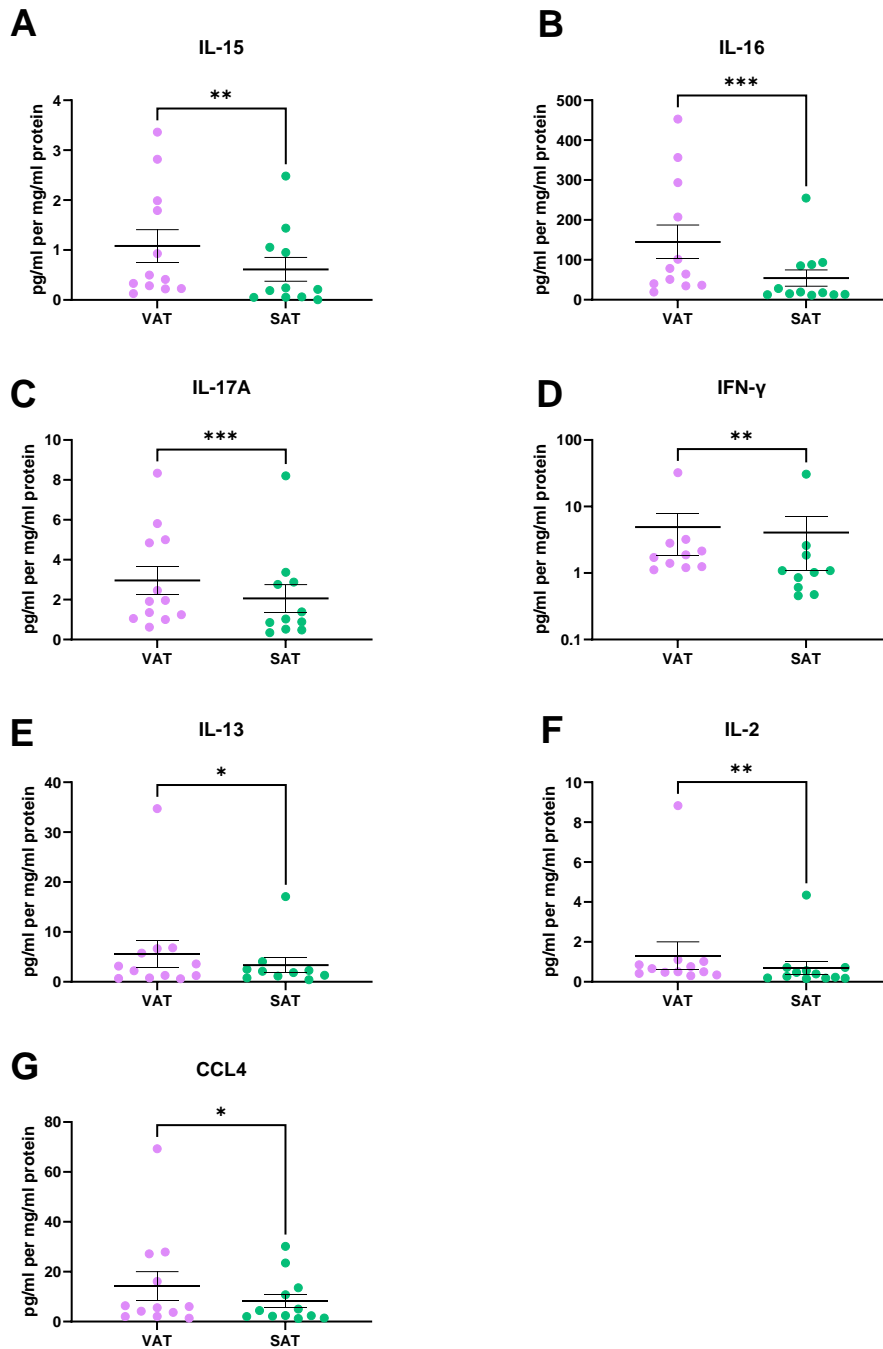 A
IL-15
pg/ml per mg/ml protein
4
3
2
1
0
**
VAT
SAT
B
IL-16
pg/ml per mg/ml protein
500
400
300
200
100
0
***
VAT
SAT
C
IL-17A
pg/ml per mg/ml protein
10
8
6
4
2
0
***
VAT
SAT
D
IFN-γ
pg/ml per mg/ml protein
100
10
1
0.1
**
VAT
SAT
E
IL-13
pg/ml per mg/ml protein
40
30
20
10
0
*
VAT
SAT
F
IL-2
pg/ml per mg/ml protein
10
8
6
4
2
0
**
VAT
SAT
G
CCL4
pg/ml per mg/ml protein
80
60
40
20
0
*
VAT
SAT